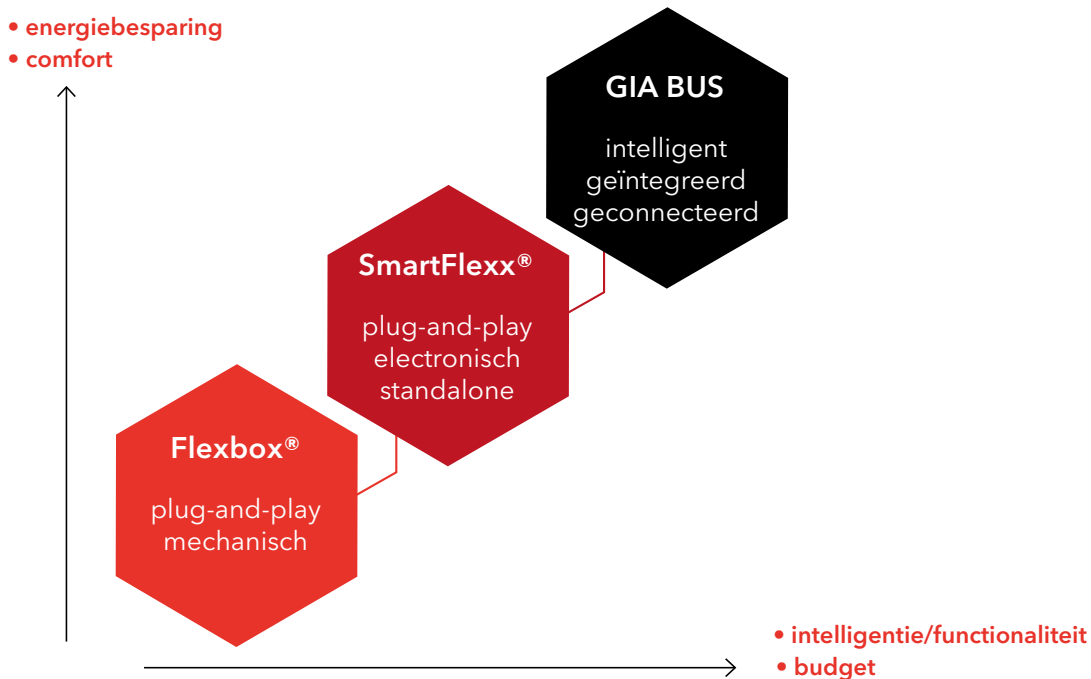 • energiebesparing
• comfort
GIA BUS
intelligent
geïntegreerd
geconnecteerd
SmartFlexx®
plug-and-play
electronisch
standalone
Flexbox®
plug-and-play
mechanisch
• intelligentie/functionaliteit
• budget